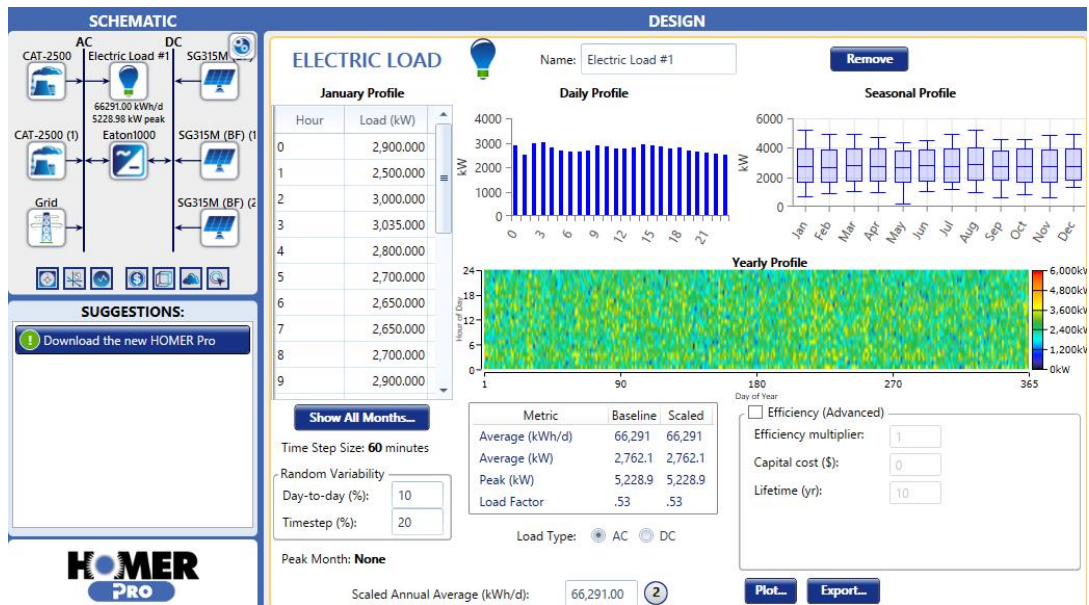 SCHEMATIC
AC DC
CAT-2500 Electric Load #1 SG315M
66291.00 kWh/d
5228.98 kW peak
CAT-2500 (1) Eaton1000 SG315M (BF) (1
Grid SG315M (BF) (2
SUGGESTIONS:
Download the new HOMER Pro
HOMER
PRO
DESIGN
ELECTRIC LOAD
Name: Electric Load #1
Remove
January Profile
Hour Load (kW)
0 2,900.000
1 2,500.000
2 3,000.000
3 3,035.000
4 2,800.000
5 2,700.000
6 2,650.000
7 2,650.000
8 2,700.000
9 2,900.000
Show All Months...
Time Step Size: 60 minutes
Random Variability
Day-to-day (%): 10
Timestep (%): 20
Peak Month: None
Daily Profile
kW
4000
3000
2000
1000
0
0 3 6 9 12 15 18 21
Seasonal Profile
kW
6000
4000
2000
0
Jan Feb Mar Apr May Jun Jul Aug Sep Oct Nov Dec
Yearly Profile
Hour of Day
24
18
12
6
0
1 90 180 270 365
Day of Year
6,000kW
4,800kW
3,600kW
2,400kW
1,200kW
0kW
Metric Baseline Scaled
Average (kWh/d) 66,291 66,291
Average (kW) 2,762.1 2,762.1
Peak (kW) 5,228.9 5,228.9
Load Factor .53 .53
Load Type: AC DC
Scaled Annual Average (kWh/d): 66,291.00 2
Efficiency (Advanced)
Efficiency multiplier: 1
Capital cost ($): 0
Lifetime (yr): 10
Plot... Export...